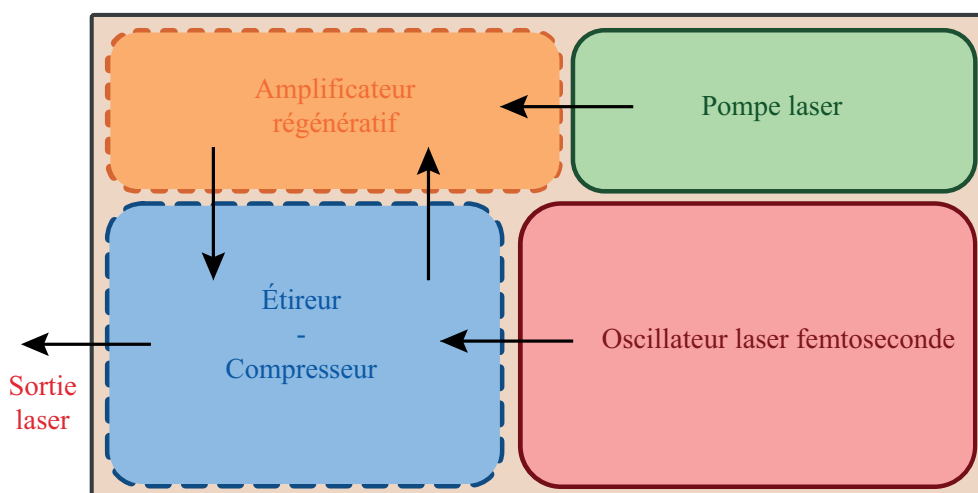 Amplificateur
régénératif
Pompe laser
Étireur
-
Compresseur
Oscillateur laser femtoseconde
Sortie
laser